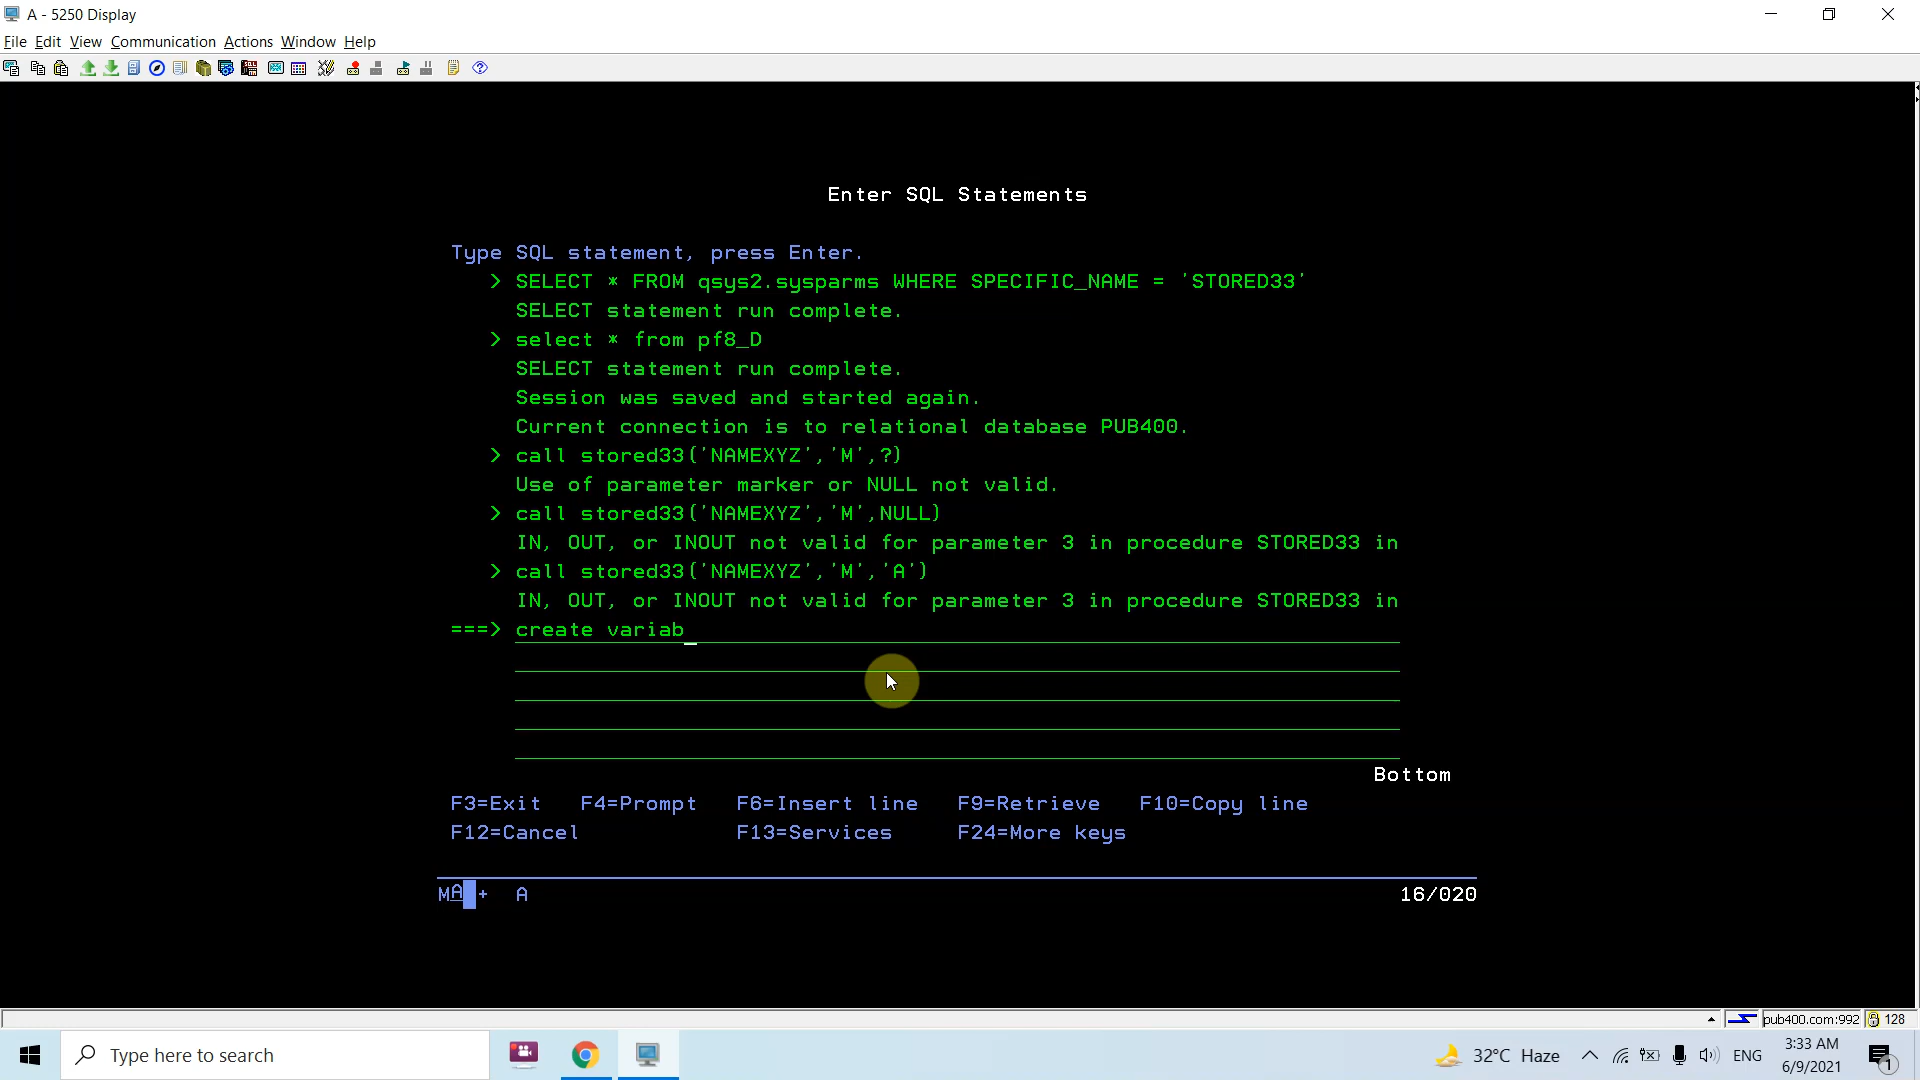 A - 5250 Display
File Edit View Communication Actions Window Help
Enter SQL Statements
Type SQL statement, press Enter.
> SELECT * FROM qsys2.sysparms WHERE SPECIFIC_NAME = 'STORED33'
SELECT statement run complete.
> select * from pf8_D
SELECT statement run complete.
Session was saved and started again.
Current connection is to relational database PUB400.
> call stored33('NAMEXYZ','M',?)
Use of parameter marker or NULL not valid.
> call stored33('NAMEXYZ','M',NULL)
IN, OUT, or INOUT not valid for parameter 3 in procedure STORED33 in
> call stored33('NAMEXYZ','M','A')
IN, OUT, or INOUT not valid for parameter 3 in procedure STORED33 in
===> create variab_
Bottom
F3=Exit F4=Prompt F6=Insert line F9=Retrieve F10=Copy line
F12=Cancel F13=Services F24=More keys
MA + A 16/020
pub400.com:992 128
Type here to search
32°C Haze
ENG
3:33 AM
6/9/2021
1